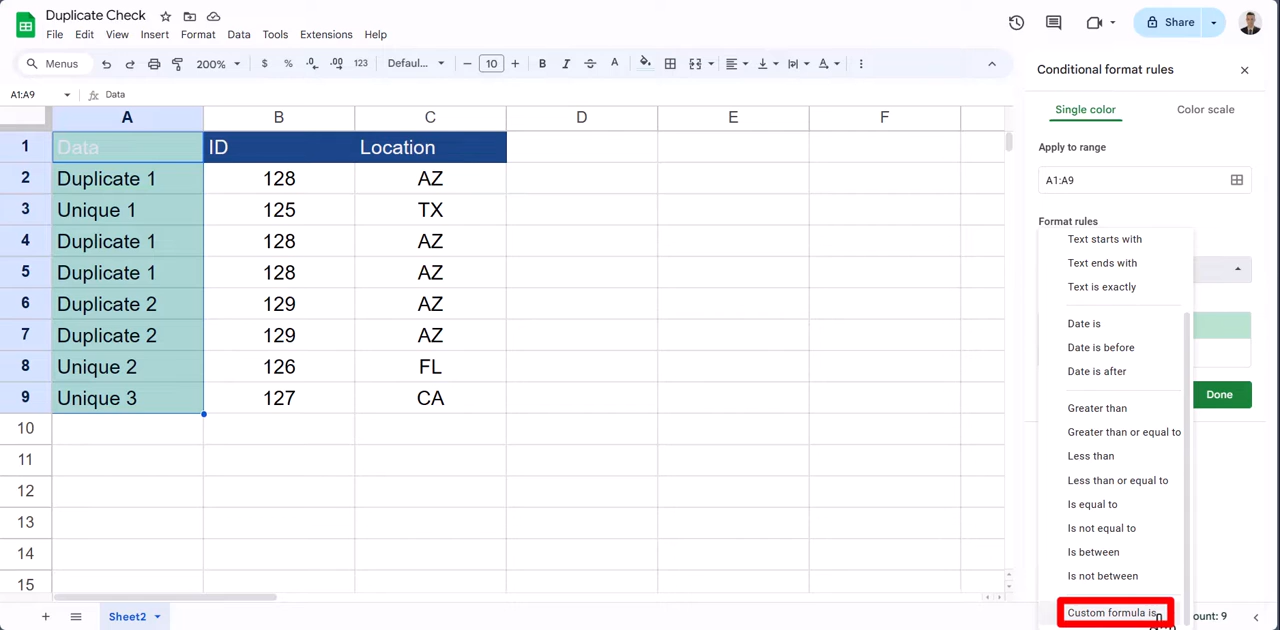 Duplicate Check
File Edit View Insert Format Data Tools Extensions Help
Share
Menus 200% $ % .0 .00 123 Defaul... 10 B I A
A1:A9 fx Data
A B C D E F
1 Data ID Location
2 Duplicate 1 128 AZ
3 Unique 1 125 TX
4 Duplicate 1 128 AZ
5 Duplicate 1 128 AZ
6 Duplicate 2 129 AZ
7 Duplicate 2 129 AZ
8 Unique 2 126 FL
9 Unique 3 127 CA
10
11
12
13
14
15
Sheet2
Conditional format rules
Single color Color scale
Apply to range
A1:A9
Format rules
Text starts with
Text ends with
Text is exactly
Date is
Date is before
Date is after
Done
Greater than
Greater than or equal to
Less than
Less than or equal to
Is equal to
Is not equal to
Is between
Is not between
Custom formula is
ount: 9